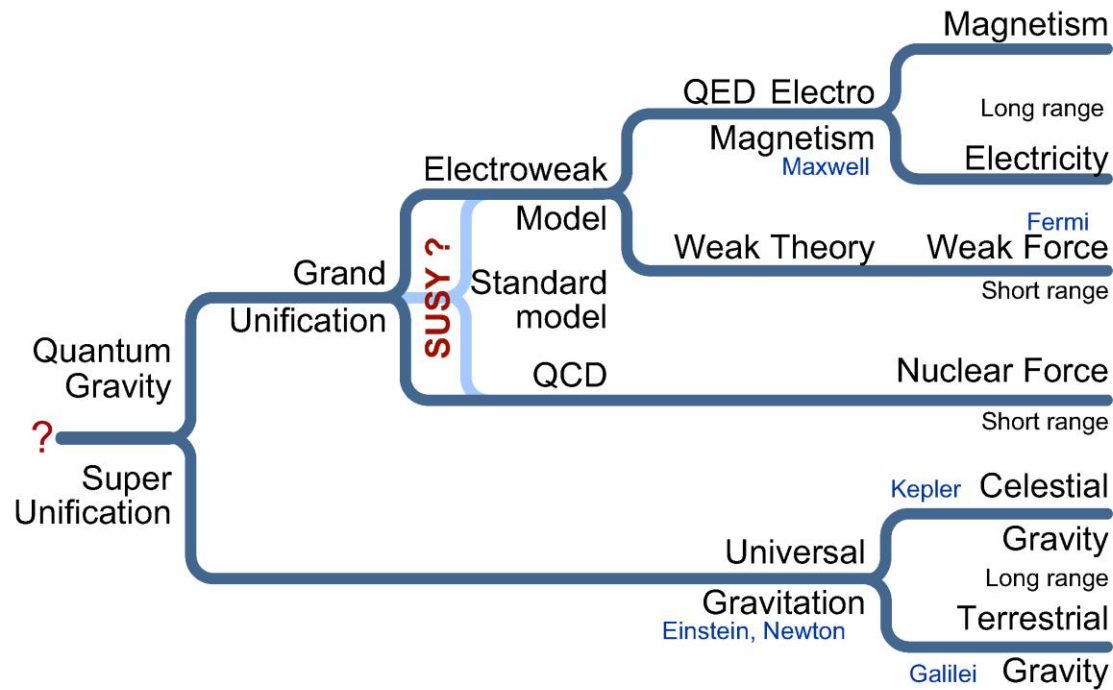 Magnetism
QED Electro
Long range
Magnetism
Maxwell
Electricity
Electroweak
Model
Fermi
Weak Theory
Weak Force
Short range
Grand
Unification
SUSY ?
Standard
model
Quantum
Gravity
QCD
Nuclear Force
Short range
?
Super
Unification
Kepler
Celestial
Gravity
Universal
Gravitation
Einstein, Newton
Long range
Terrestrial
Galilei
Gravity